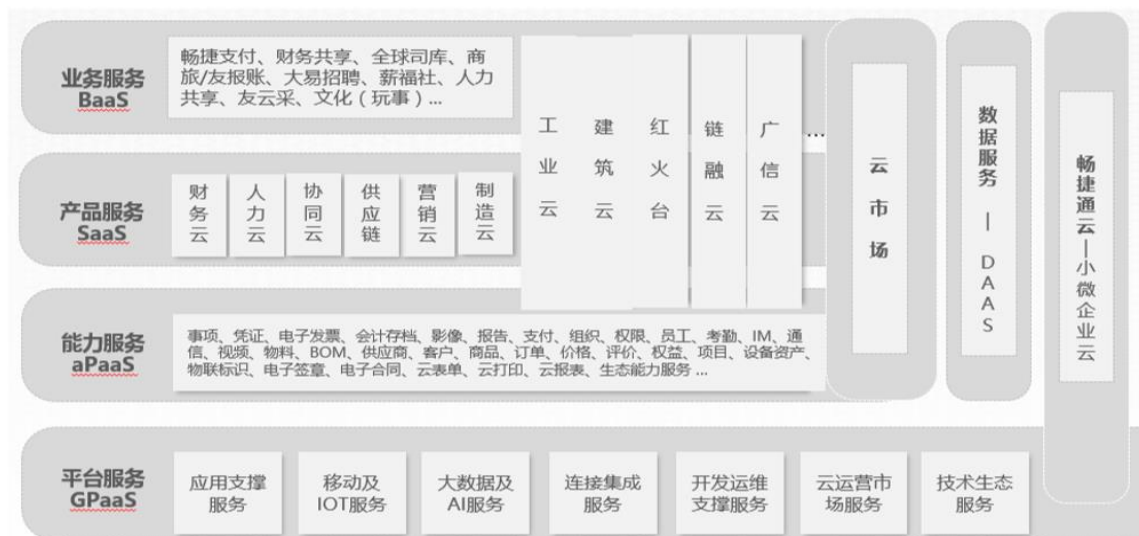 业务服务
BaaS
畅捷支付、财务共享、全球司库、商
旅/友报账、大易招聘、薪福社、人力
共享、友云采、文化（玩事）...
工业云
建筑云
红火台
链融云
广信云
...
云市场
数据服务 | DAAS
畅捷通云|小微企业云
产品服务
SaaS
财务云
人力云
协同云
供应链
营销云
制造云
能力服务
aPaaS
事项、凭证、电子发票、会计存档、影像、报告、支付、组织、权限、员工、考勤、IM、通
信、视频、物料、BOM、供应商、客户、商品、订单、价格、评价、权益、项目、设备资产、
物联标识、电子签章、电子合同、云表单、云打印、云报表、生态能力服务 ...
平台服务
GPaaS
应用支撑
服务
移动及
IOT服务
大数据及
AI服务
连接集成
服务
开发运维
支撑服务
云运营市
场服务
技术生态
服务